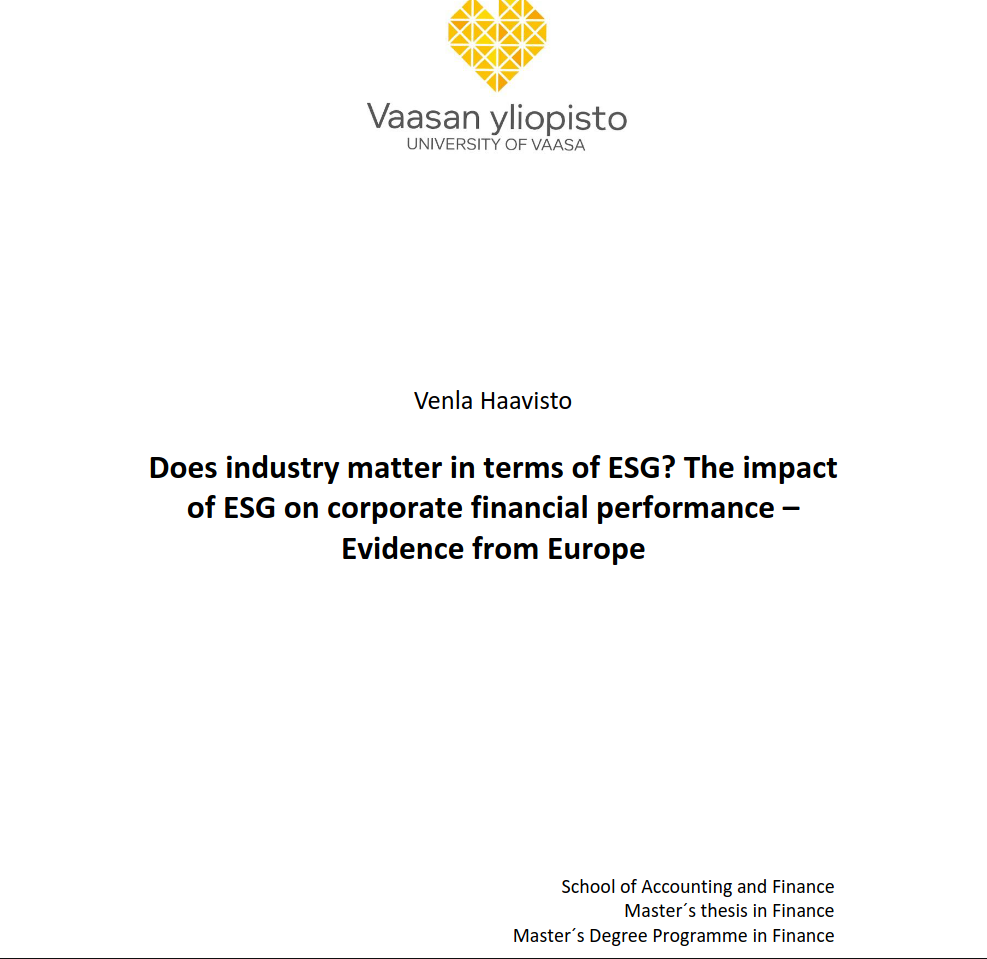 Vaasan yliopisto
UNIVERSITY OF VAASA
Venla Haavisto
Does industry matter in terms of ESG? The impact
of ESG on corporate financial performance –
Evidence from Europe
School of Accounting and Finance
Master´s thesis in Finance
Master´s Degree Programme in Finance